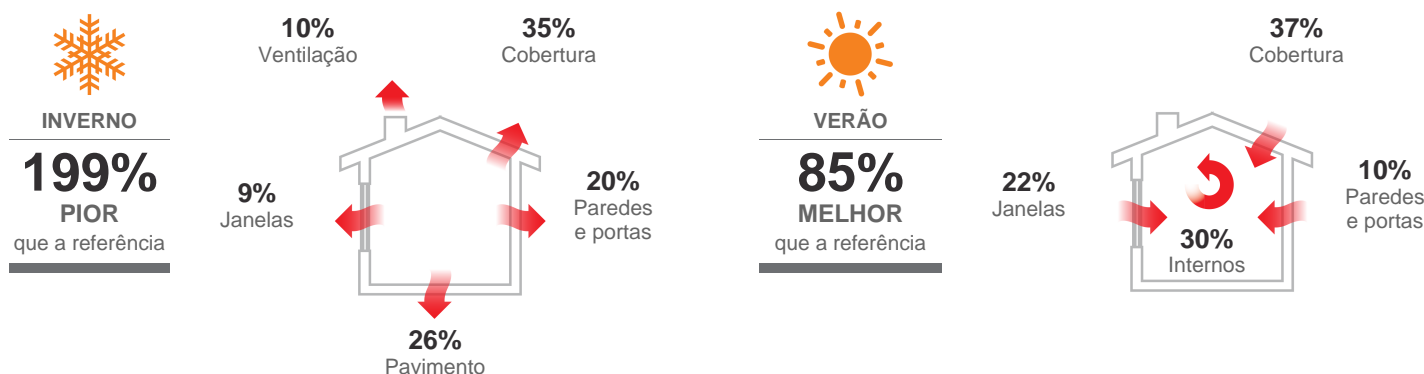 INVERNO
199%
PIOR
que a referência
10%
Ventilação
35%
Cobertura
9%
Janelas
20%
Paredes
e portas
26%
Pavimento
VERÃO
85%
MELHOR
que a referência
37%
Cobertura
22%
Janelas
30%
Internos
10%
Paredes
e portas